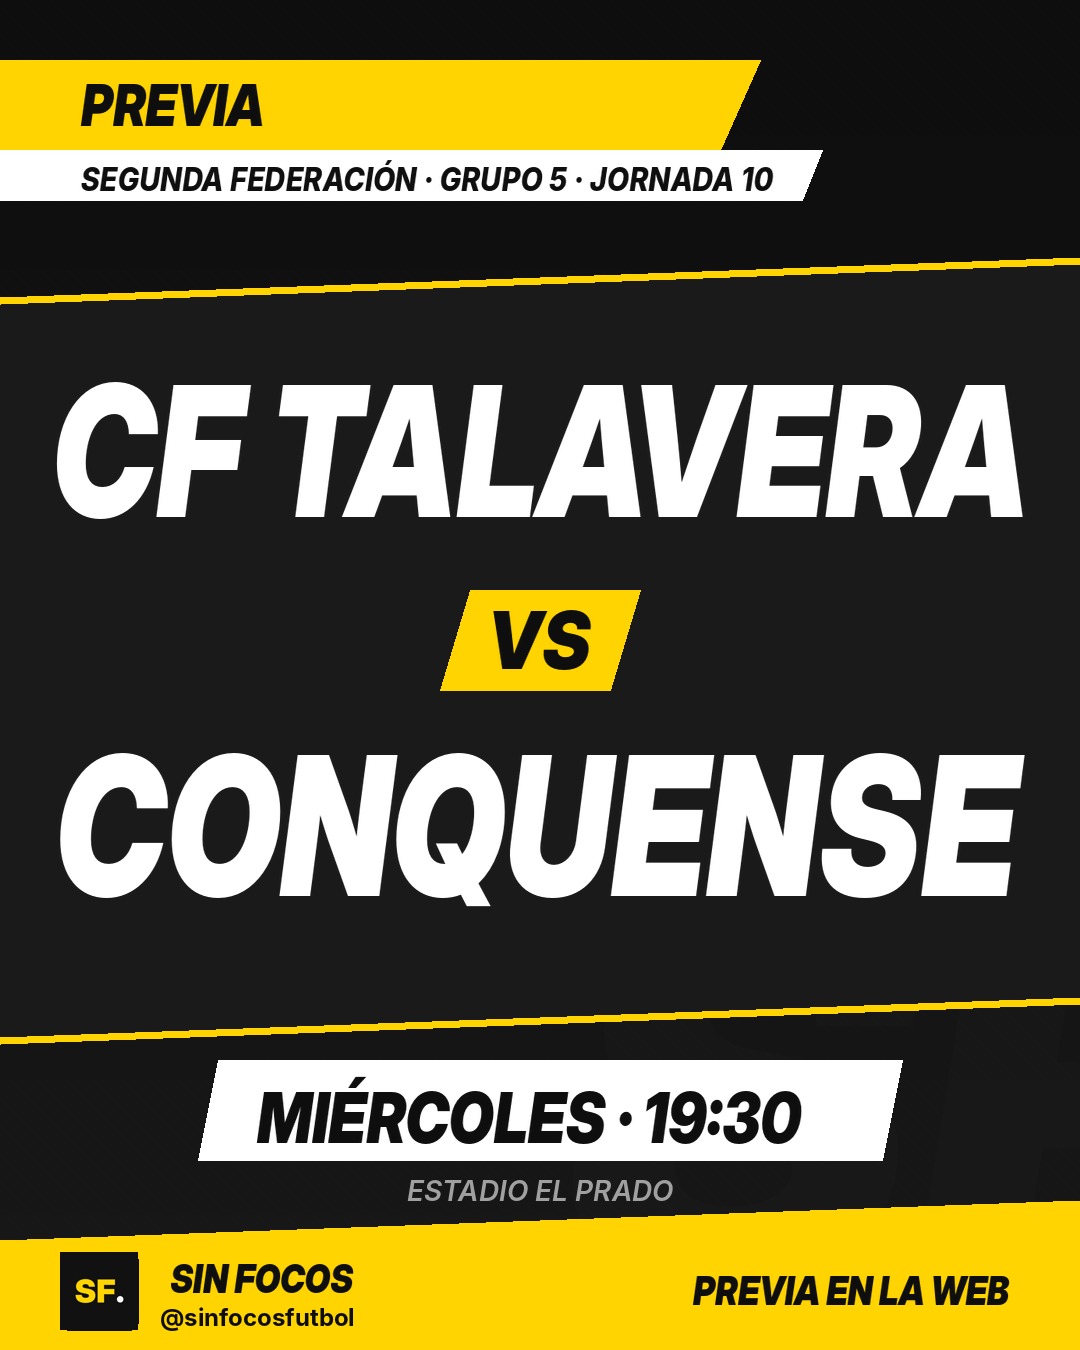 PREVIA
SEGUNDA FEDERACIÓN · GRUPO 5 · JORNADA 10
CF TALAVERA
VS
CONQUENSE
MIÉRCOLES · 19:30
ESTADIO EL PRADO
SF.
SIN FOCOS
@sinfocosfutbol
PREVIA EN LA WEB